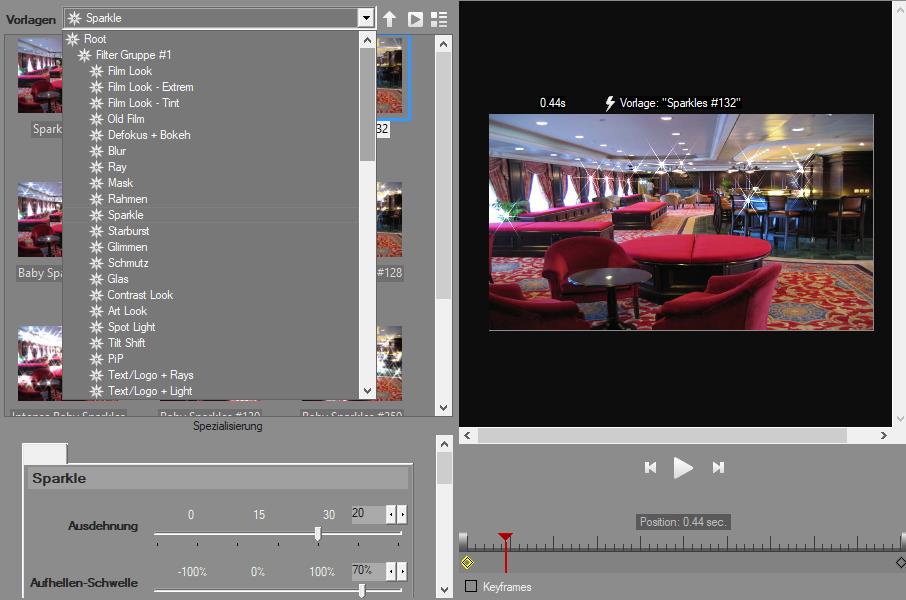 Vorlagen
Sparkle
Root
Filter Gruppe #1
Film Look
Film Look - Extrem
Film Look - Tint
Old Film
Defokus + Bokeh
Blur
Ray
Mask
Rahmen
Sparkle
Starburst
Glimmen
Schmutz
Glas
Contrast Look
Art Look
Spot Light
Tilt Shift
PiP
Text/Logo + Rays
Text/Logo + Light
32
#128
Spezialisierung
Sparkle
Ausdehnung
0 15 30 20
Aufhellen-Schwelle
-100% 0% 100% 70%
0.44s
Vorlage: "Sparkles #132"
Position: 0.44 sec.
Keyframes